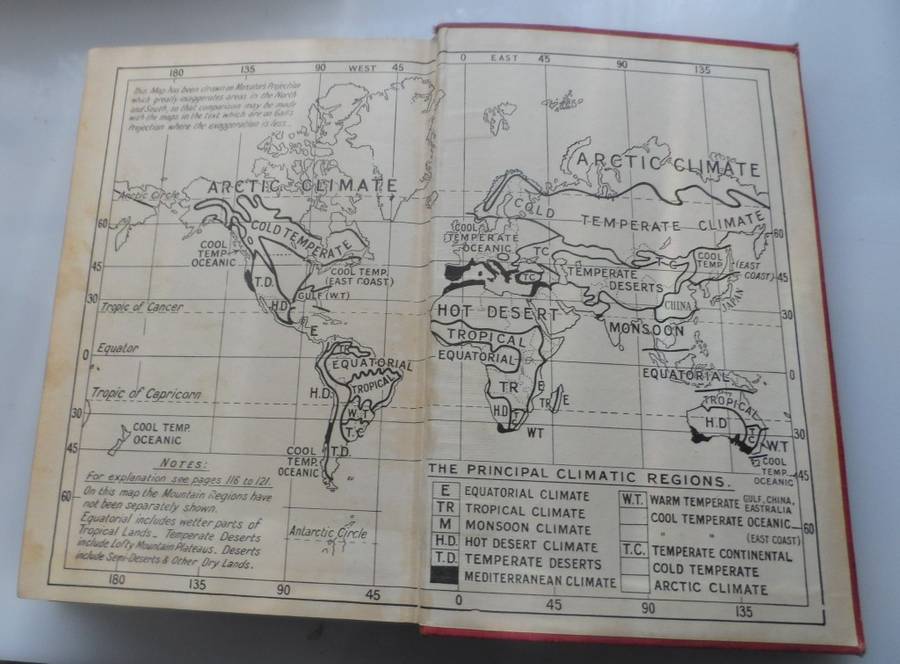 180 135 90 WEST 45 0 EAST 45 90 135
This Map has been drawn on Mercator's Projection
which greatly exaggerates areas in the North
and South, so that comparison may be made
with the maps in the text which are on Gall's
Projection where the exaggeration is less.
ARCTIC CLIMATE
ARCTIC CLIMATE
Arctic Circle
60
COLD TEMPERATE
COLD
TEMPERATE CLIMATE
60
COOL
TEMP.
OCEANIC
COOL
TEMPERATE
OCEANIC
T.C
COOL
TEMP.
(EAST
COAST)
45
45
T.D.
COOL TEMP.
(EAST COAST)
TC
TEMPERATE
DESERTS
JAPAN
30
H.D.
GULF (W.T)
CHINA
30
Tropic of Cancer
HOT DESERT
MONSOON
E
TROPICAL
0
Equator
TR
EQUATORIAL
EQUATORIAL
EQUATORIAL
0
Tropic of Capricorn
H.D.
TROPICAL
TR
E
TR
E
TROPICAL
W.T
H.D
H.D
30
T.C
T.C
WT
W.T
30
COOL TEMP.
OCEANIC
T.D
COOL
TEMP.
OCEANIC
COOL
TEMP.
OCEANIC
45
45
NOTES:
For explanation see pages 116 to 121.
On this map the Mountain Regions have
not been separately shown.
Equatorial includes wetter parts of
Tropical Lands. Temperate Deserts
include Lofty Mountain Plateaus. Deserts
include Semi-Deserts & Other Dry Lands.
60
Antarctic Circle
180 135 90 45
THE PRINCIPAL CLIMATIC REGIONS.
E EQUATORIAL CLIMATE
TR TROPICAL CLIMATE
M MONSOON CLIMATE
H.D. HOT DESERT CLIMATE
T.D. TEMPERATE DESERTS
MEDITERRANEAN CLIMATE
W.T. WARM TEMPERATE GULF, CHINA,
E AUSTRALIA
COOL TEMPERATE OCEANIC
" " (EAST COAST)
T.C. TEMPERATE CONTINENTAL
COLD TEMPERATE
ARCTIC CLIMATE
60
0 45 90 135